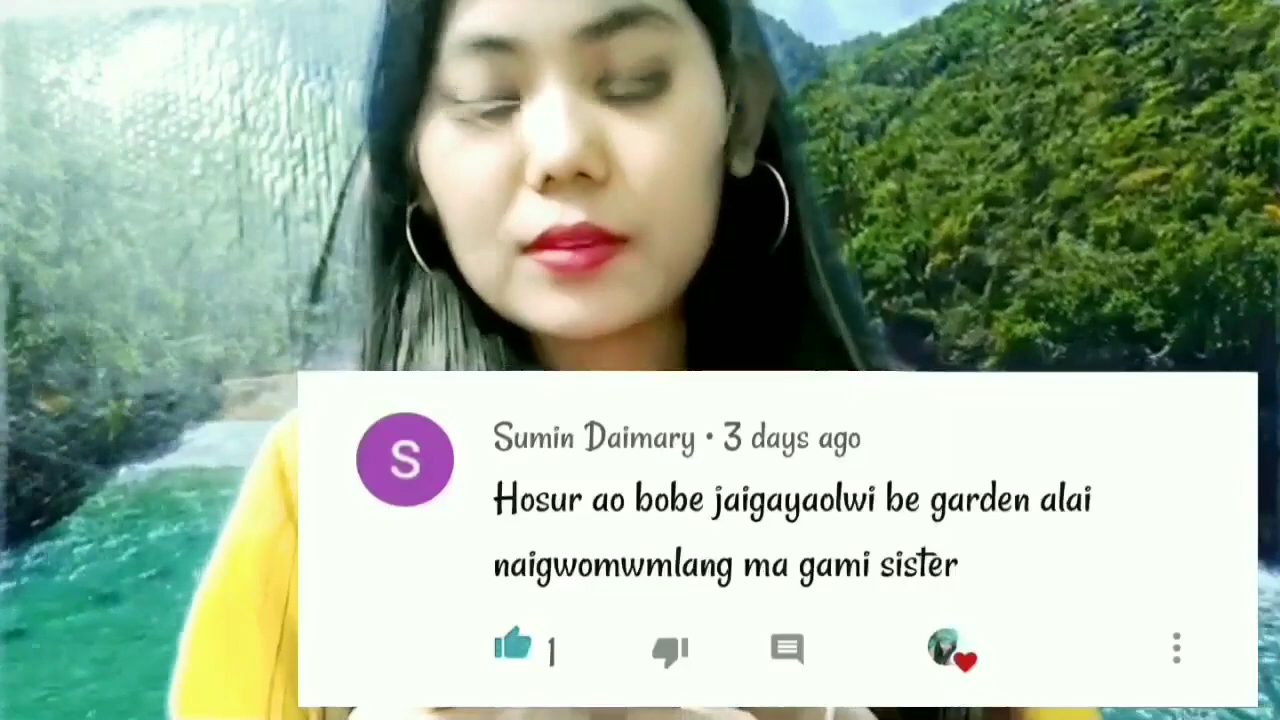 S
Sumin Daimary • 3 days ago
Hosur ao bobe jaigayaolwi be garden alai
naigwomwmlang ma gami sister
1